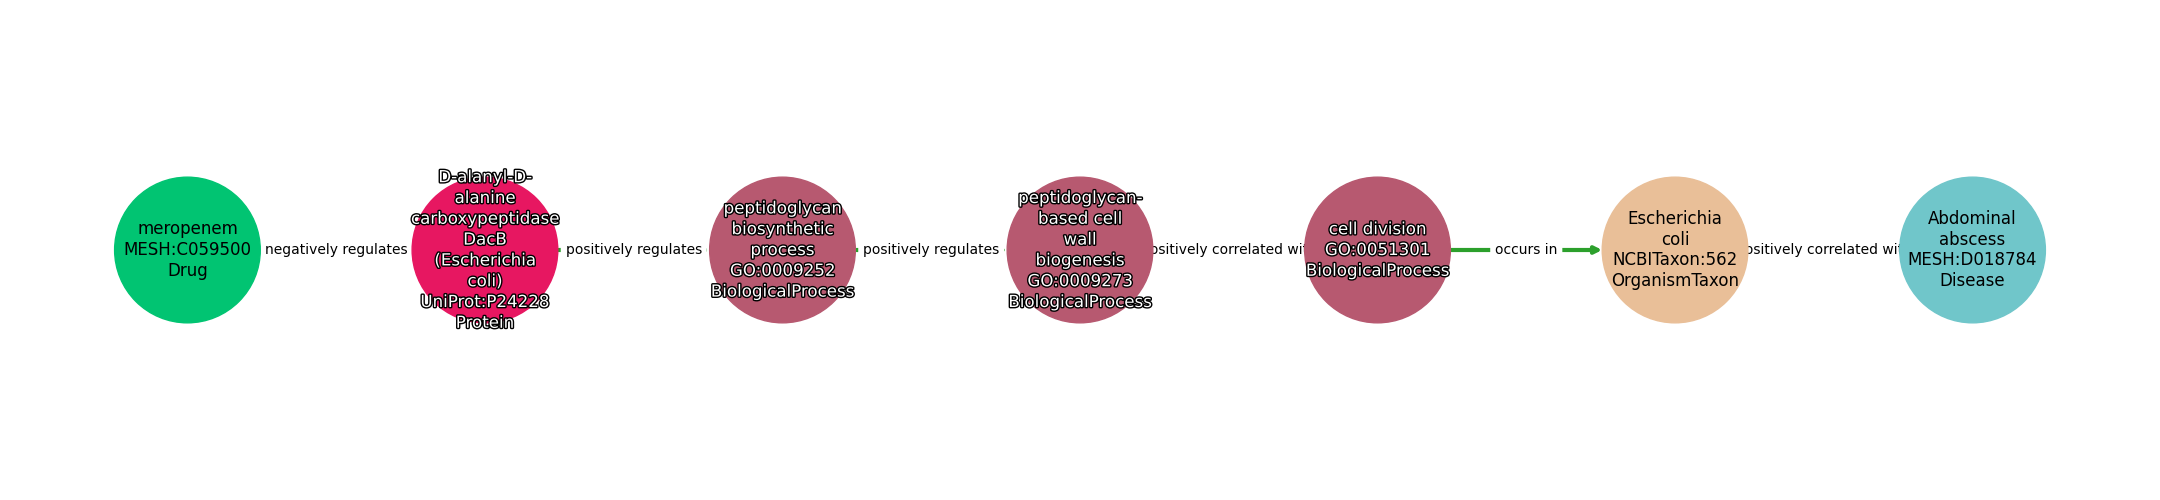 meropenem
MESH:C059500
Drug
negatively regulates
D-alanyl-D-
alanine
carboxypeptidase
DacB
(Escherichia
coli)
UniProt:P24228
Protein
positively regulates
peptidoglycan
biosynthetic
process
GO:0009252
BiologicalProcess
positively regulates
peptidoglycan-
based cell
wall
biogenesis
GO:0009273
BiologicalProcess
ositively correlated wit
cell division
GO:0051301
BiologicalProcess
occurs in
Escherichia
coli
NCBITaxon:562
OrganismTaxon
ositively correlated wit
Abdominal
abscess
MESH:D018784
Disease